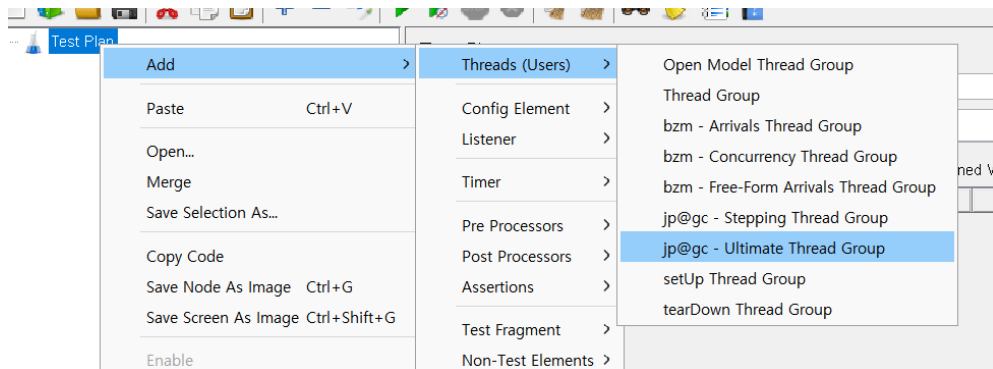 Test Plan
Add
Paste Ctrl+V
Open...
Merge
Save Selection As...
Copy Code
Save Node As Image Ctrl+G
Save Screen As Image Ctrl+Shift+G
Enable
Threads (Users)
Config Element
Listener
Timer
Pre Processors
Post Processors
Assertions
Test Fragment
Non-Test Elements
Open Model Thread Group
Thread Group
bzm - Arrivals Thread Group
bzm - Concurrency Thread Group
bzm - Free-Form Arrivals Thread Group
jp@gc - Stepping Thread Group
jp@gc - Ultimate Thread Group
setUp Thread Group
tearDown Thread Group